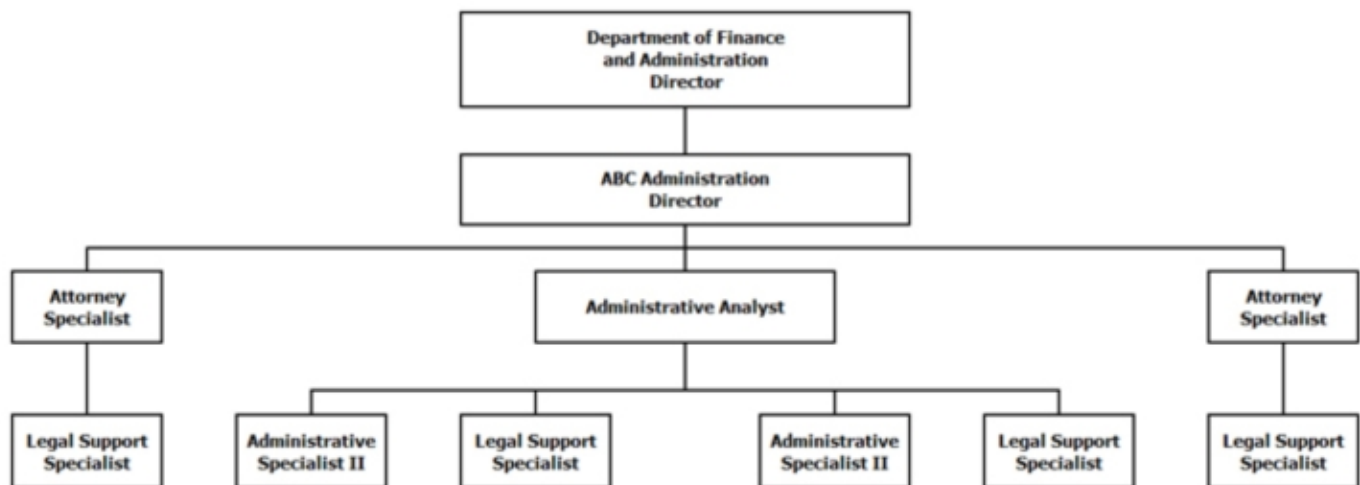 Department of Finance
and Administration
Director
ABC Administration
Director
Attorney
Specialist
Administrative Analyst
Attorney
Specialist
Legal Support
Specialist
Administrative
Specialist II
Legal Support
Specialist
Administrative
Specialist II
Legal Support
Specialist
Legal Support
Specialist